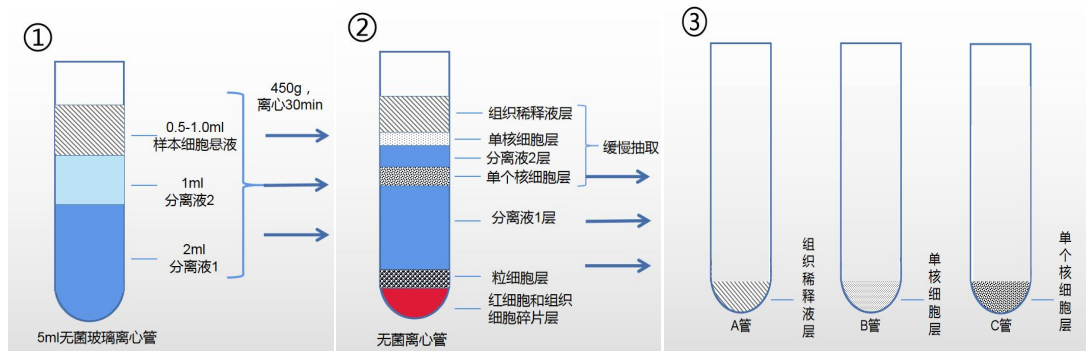 ①
450g，
离心30min
0.5-1.0ml
样本细胞悬液
1ml
分离液2
2ml
分离液1
5ml无菌玻璃离心管
②
组织稀释液层
单核细胞层
分离液2层
单个核细胞层
缓慢抽取
分离液1层
粒细胞层
红细胞和组织
细胞碎片层
无菌离心管
③
组织稀释液层
A管
单核细胞层
B管
单个核细胞层
C管